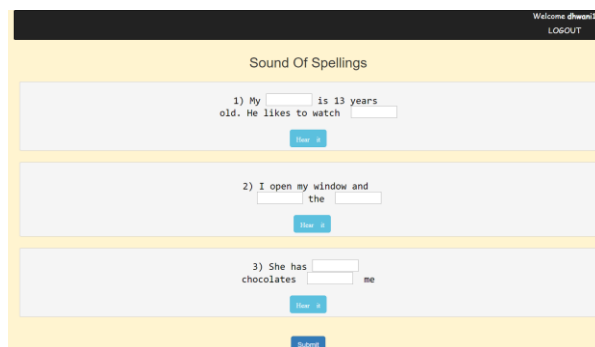 Welcome dhwani1
LOGOUT
Sound Of Spellings
1) My is 13 years
old. He likes to watch
Hear it
2) I open my window and
the
Hear it
3) She has
chocolates me
Hear it
Submit